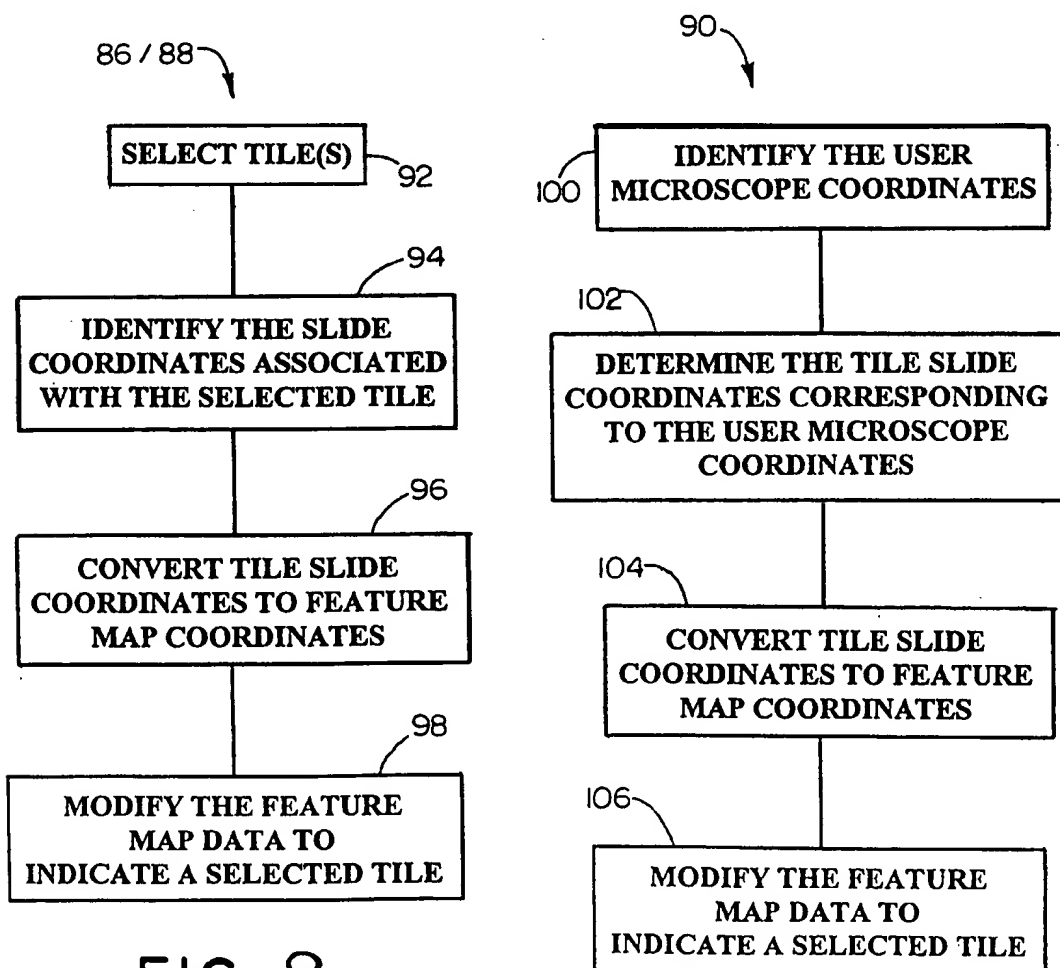 86 / 88
SELECT TILE(S)
92
94
IDENTIFY THE SLIDE
COORDINATES ASSOCIATED
WITH THE SELECTED TILE
96
CONVERT TILE SLIDE
COORDINATES TO FEATURE
MAP COORDINATES
98
MODIFY THE FEATURE
MAP DATA TO
INDICATE A SELECTED TILE
90
IDENTIFY THE USER
MICROSCOPE COORDINATES
100
102
DETERMINE THE TILE SLIDE
COORDINATES CORRESPONDING
TO THE USER MICROSCOPE
COORDINATES
104
CONVERT TILE SLIDE
COORDINATES TO FEATURE
MAP COORDINATES
106
MODIFY THE FEATURE
MAP DATA TO
INDICATE A SELECTED TILE